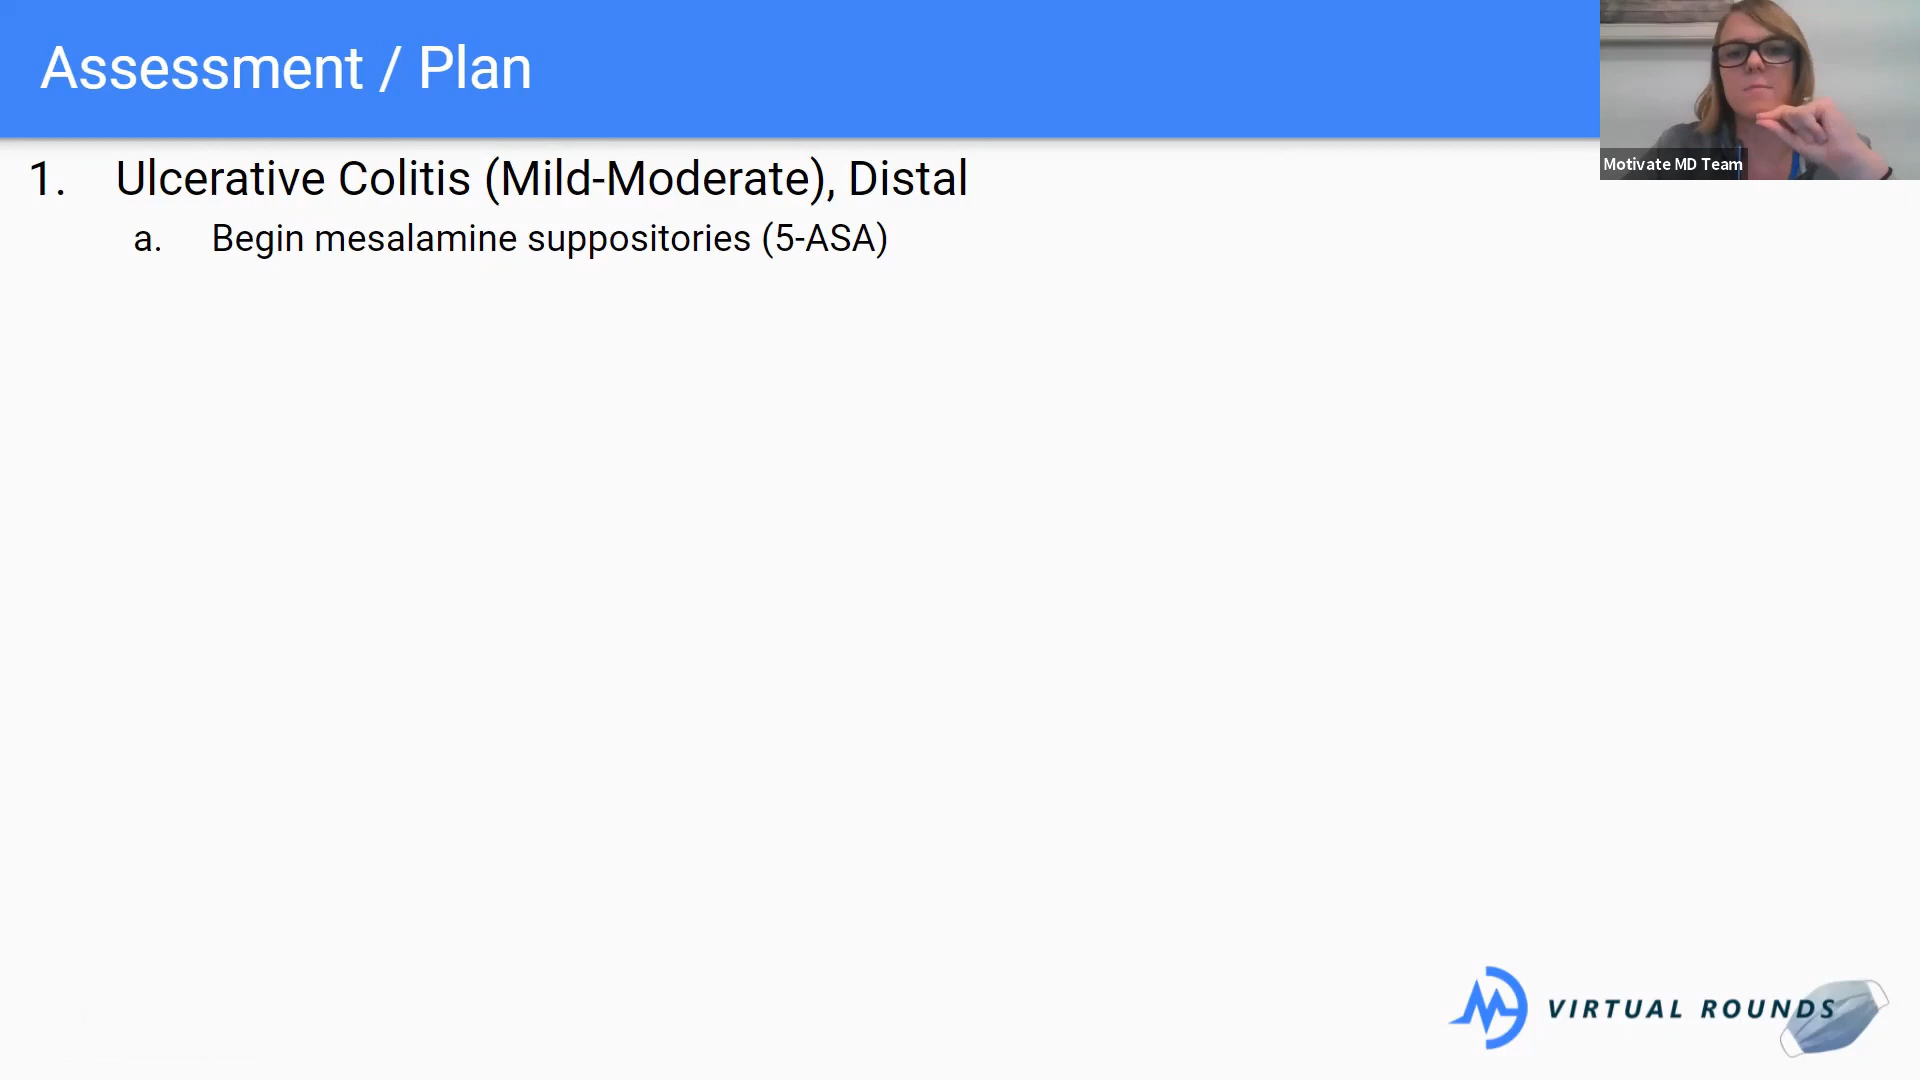 Assessment / Plan
Motivate MD Team
1. Ulcerative Colitis (Mild-Moderate), Distal
a. Begin mesalamine suppositories (5-ASA)
VIRTUAL ROUNDS